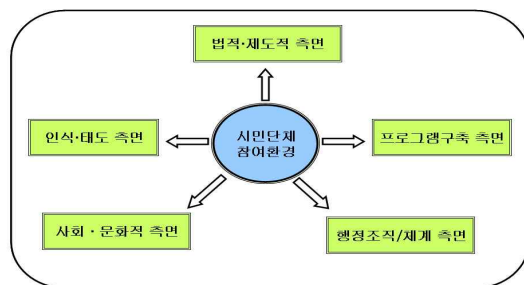 법적·제도적 측면
인식·태도 측면
시민단체
참여환경
프로그램구축 측면
사회·문화적 측면
행정조직/체계 측면